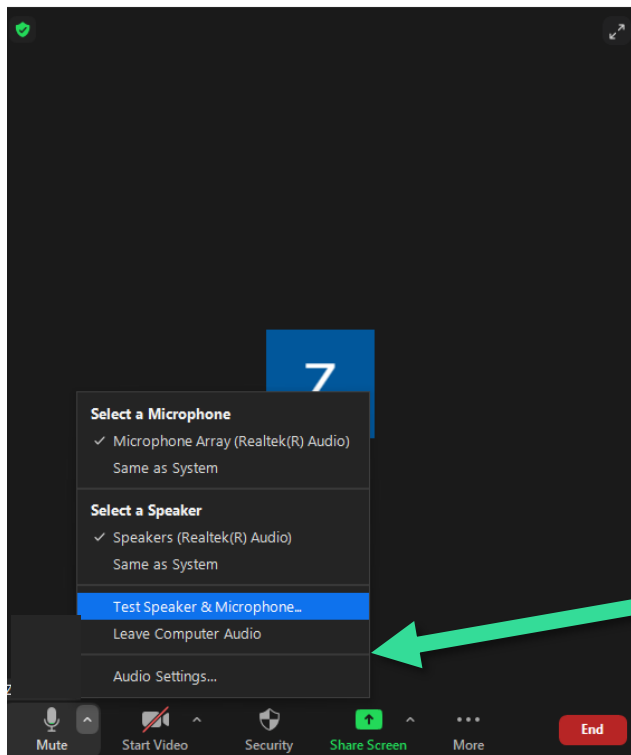 Z
Select a Microphone
Microphone Array (Realtek(R) Audio)
Same as System
Select a Speaker
Speakers (Realtek(R) Audio)
Same as System
Test Speaker & Microphone...
Leave Computer Audio
Audio Settings...
Mute Start Video Security Share Screen More End